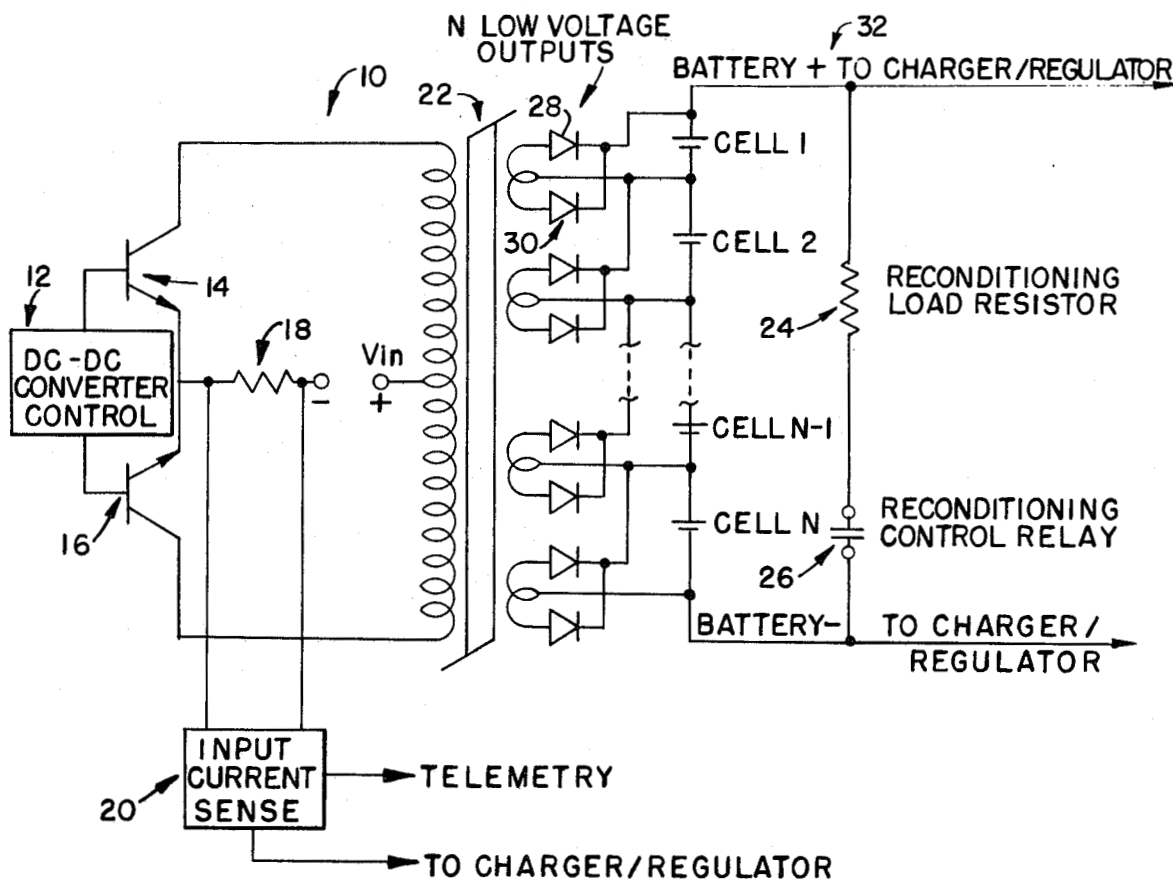 N LOW VOLTAGE
OUTPUTS
32
BATTERY + TO CHARGER/REGULATOR
10
22
28
CELL 1
30
CELL 2
14
12
DC-DC
CONVERTER
CONTROL
18
Vin
-
+
24
RECONDITIONING
LOAD RESISTOR
CELL N-1
16
CELL N
RECONDITIONING
CONTROL RELAY
26
BATTERY-
TO CHARGER/
REGULATOR
20
INPUT
CURRENT
SENSE
TELEMETRY
TO CHARGER/REGULATOR